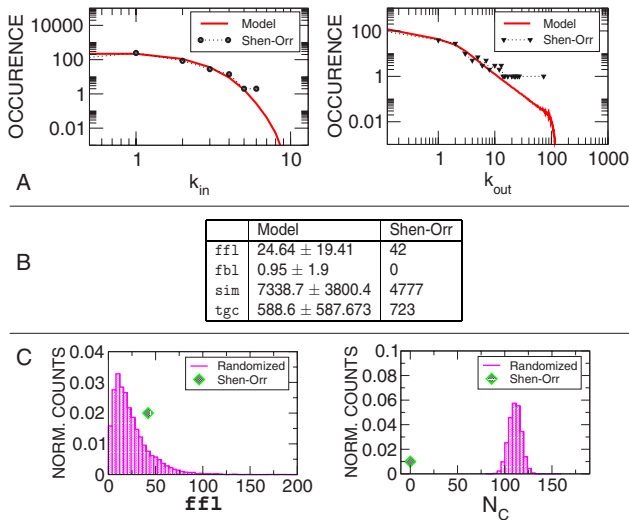 OCCURENCE
10000
100
1
0.01
Model
Shen-Orr
1
10
k_in
A
OCCURENCE
100
1
0.01
Model
Shen-Orr
1
10
100
1000
k_out
B
Model Shen-Orr
ffl 24.64 ± 19.41 42
fbl 0.95 ± 1.9 0
sim 7338.7 ± 3800.4 4777
tgc 588.6 ± 587.673 723
C
NORM. COUNTS
0.04
0.03
0.02
0.01
0
Randomized
Shen-Orr
0 50 100 150 200
ffl
NORM. COUNTS
0.1
0.08
0.06
0.04
0.02
0
Randomized
Shen-Orr
0 50 100 150
N_C